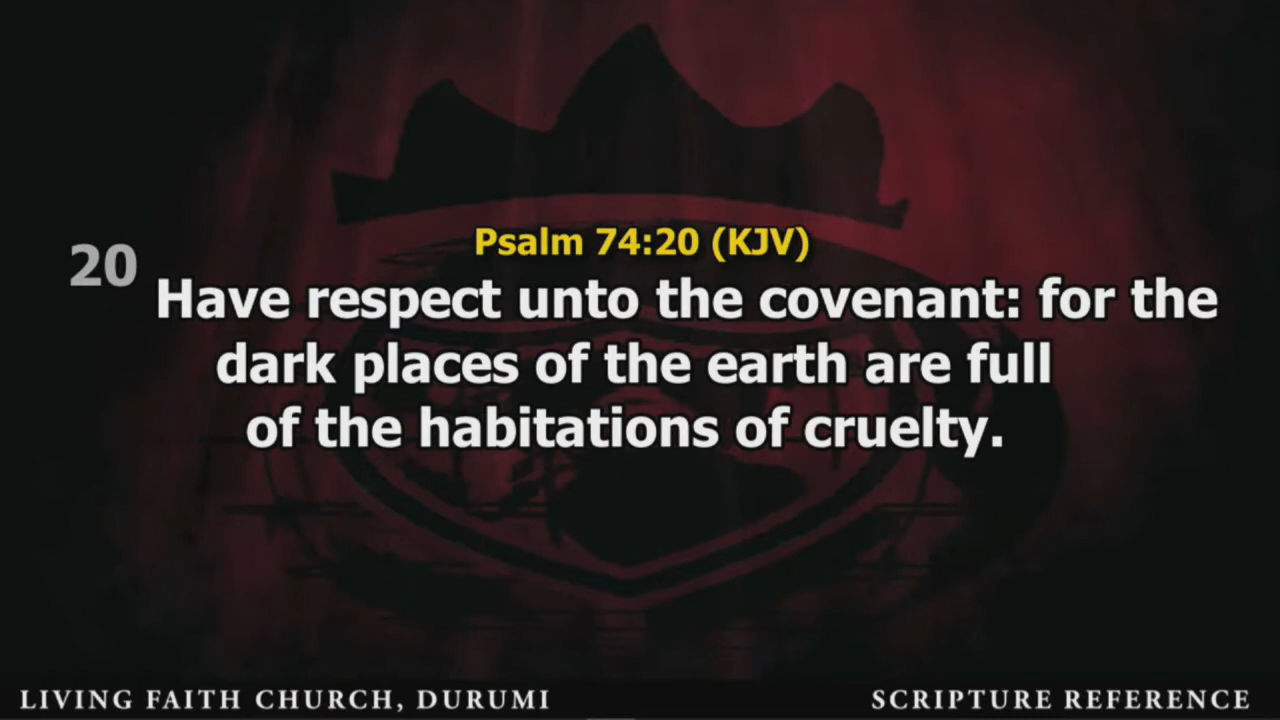 Psalm 74:20 (KJV)
20
Have respect unto the covenant: for the
dark places of the earth are full
of the habitations of cruelty.
LIVING FAITH CHURCH, DURUMI
SCRIPTURE REFERENCE